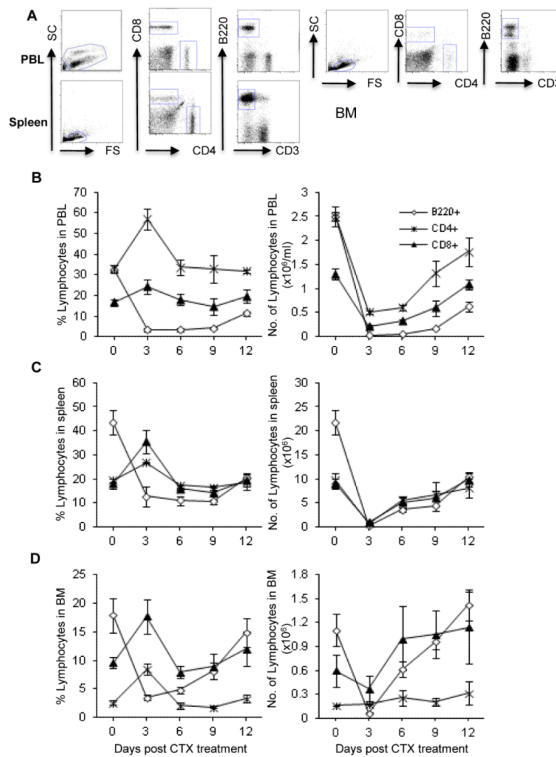 A
SC
CD8
B220
SC
CD8
B220
PBL
FS
CD4
CD3
BM
Spleen
FS
CD4
CD3
B
% Lymphocytes in PBL
70
60
50
40
30
20
10
0
0 3 6 9 12
No. of Lymphocytes in PBL
(x10⁶/ml)
3
2.5
2
1.5
1
0.5
0
0 3 6 9 12
B220+
CD4+
CD8+
C
% Lymphocytes in spleen
60
50
40
30
20
10
0
0 3 6 9 12
No. of Lymphocytes in spleen
(x10⁶)
30
25
20
15
10
5
0
0 3 6 9 12
D
% Lymphocytes in BM
25
20
15
10
5
0
0 3 6 9 12
Days post CTX treatment
No. of Lymphocytes in BM
(x10⁶)
1.8
1.5
1.2
0.9
0.6
0.3
0
0 3 6 9 12
Days post CTX treatment